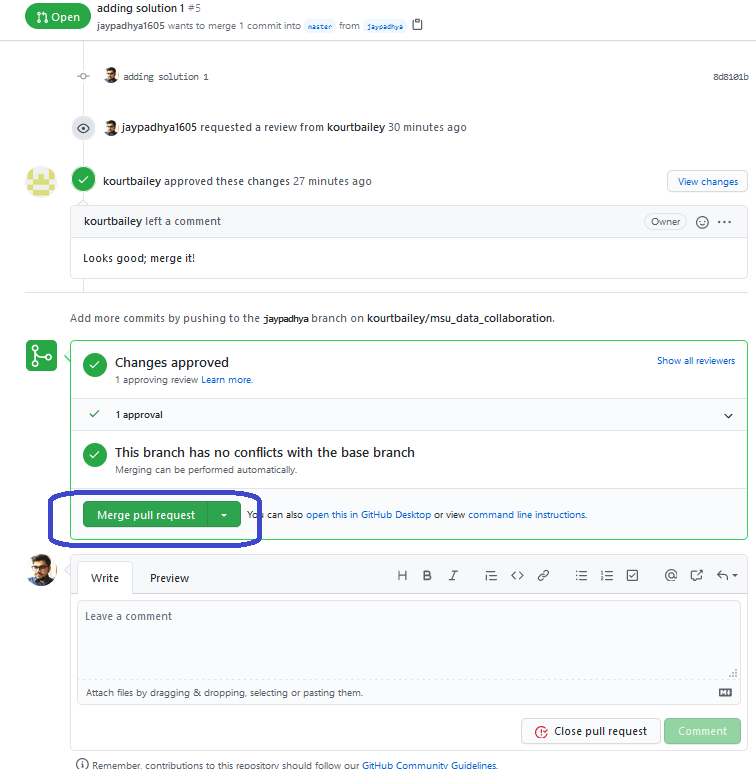 Open adding solution 1 #5
jaypadhya1605 wants to merge 1 commit into master from jaypadhya
adding solution 1 8d8101b
jaypadhya1605 requested a review from kourtbailey 30 minutes ago
kourtbailey approved these changes 27 minutes ago View changes
kourtbailey left a comment Owner
Looks good; merge it!
Add more commits by pushing to the jaypadhya branch on kourtbailey/msu_data_collaboration.
Changes approved Show all reviewers
1 approving review Learn more.
1 approval
This branch has no conflicts with the base branch
Merging can be performed automatically.
Merge pull request You can also open this in GitHub Desktop or view command line instructions.
Write Preview H B I
Leave a comment
Attach files by dragging & dropping, selecting or pasting them.
Close pull request Comment
Remember, contributions to this repository should follow our GitHub Community Guidelines.